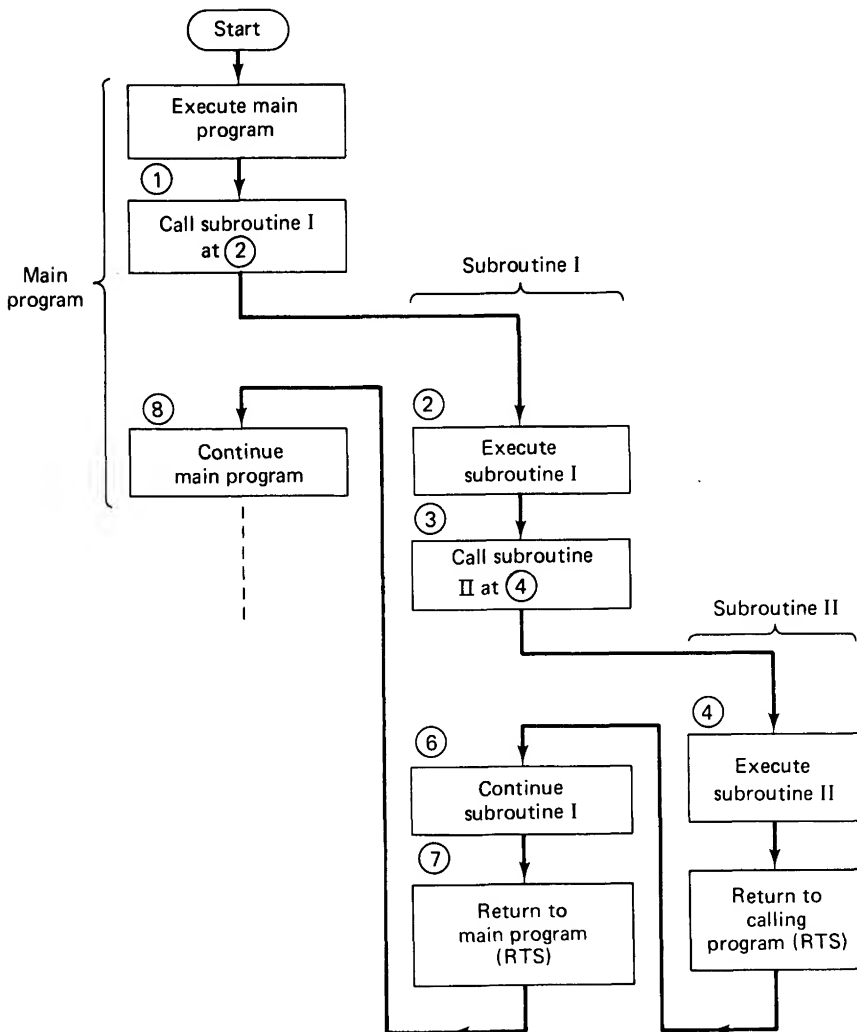 Start
Execute main
program
1
Call subroutine I
at 2
Main
program
Subroutine I
8
Continue
main program
2
Execute
subroutine I
3
Call subroutine
II at 4
Subroutine II
4
Execute
subroutine II
6
Continue
subroutine I
7
Return to
main program
(RTS)
Return to
calling
program (RTS)